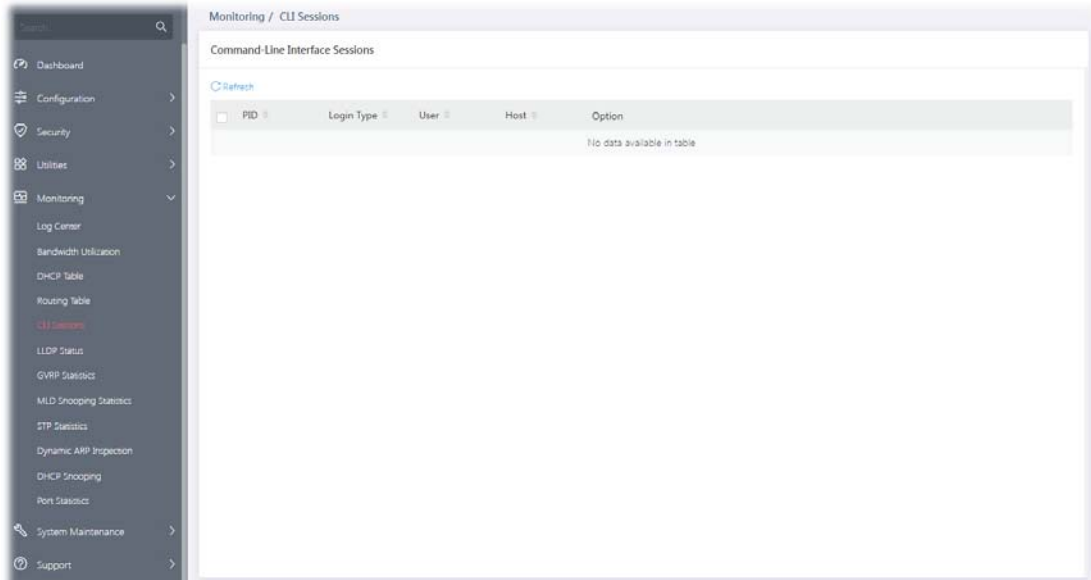 Search...
Dashboard
Configuration
Security
Utilities
Monitoring
Log Center
Bandwidth Utilization
DHCP Table
Routing Table
CLI Sessions
LLDP Status
GVRP Statistics
MLD Snooping Statistics
STP Statistics
Dynamic ARP Inspection
DHCP Snooping
Port Statistics
System Maintenance
Support
Monitoring / CLI Sessions
Command-Line Interface Sessions
Refresh
PID Login Type User Host Option
No data available in table